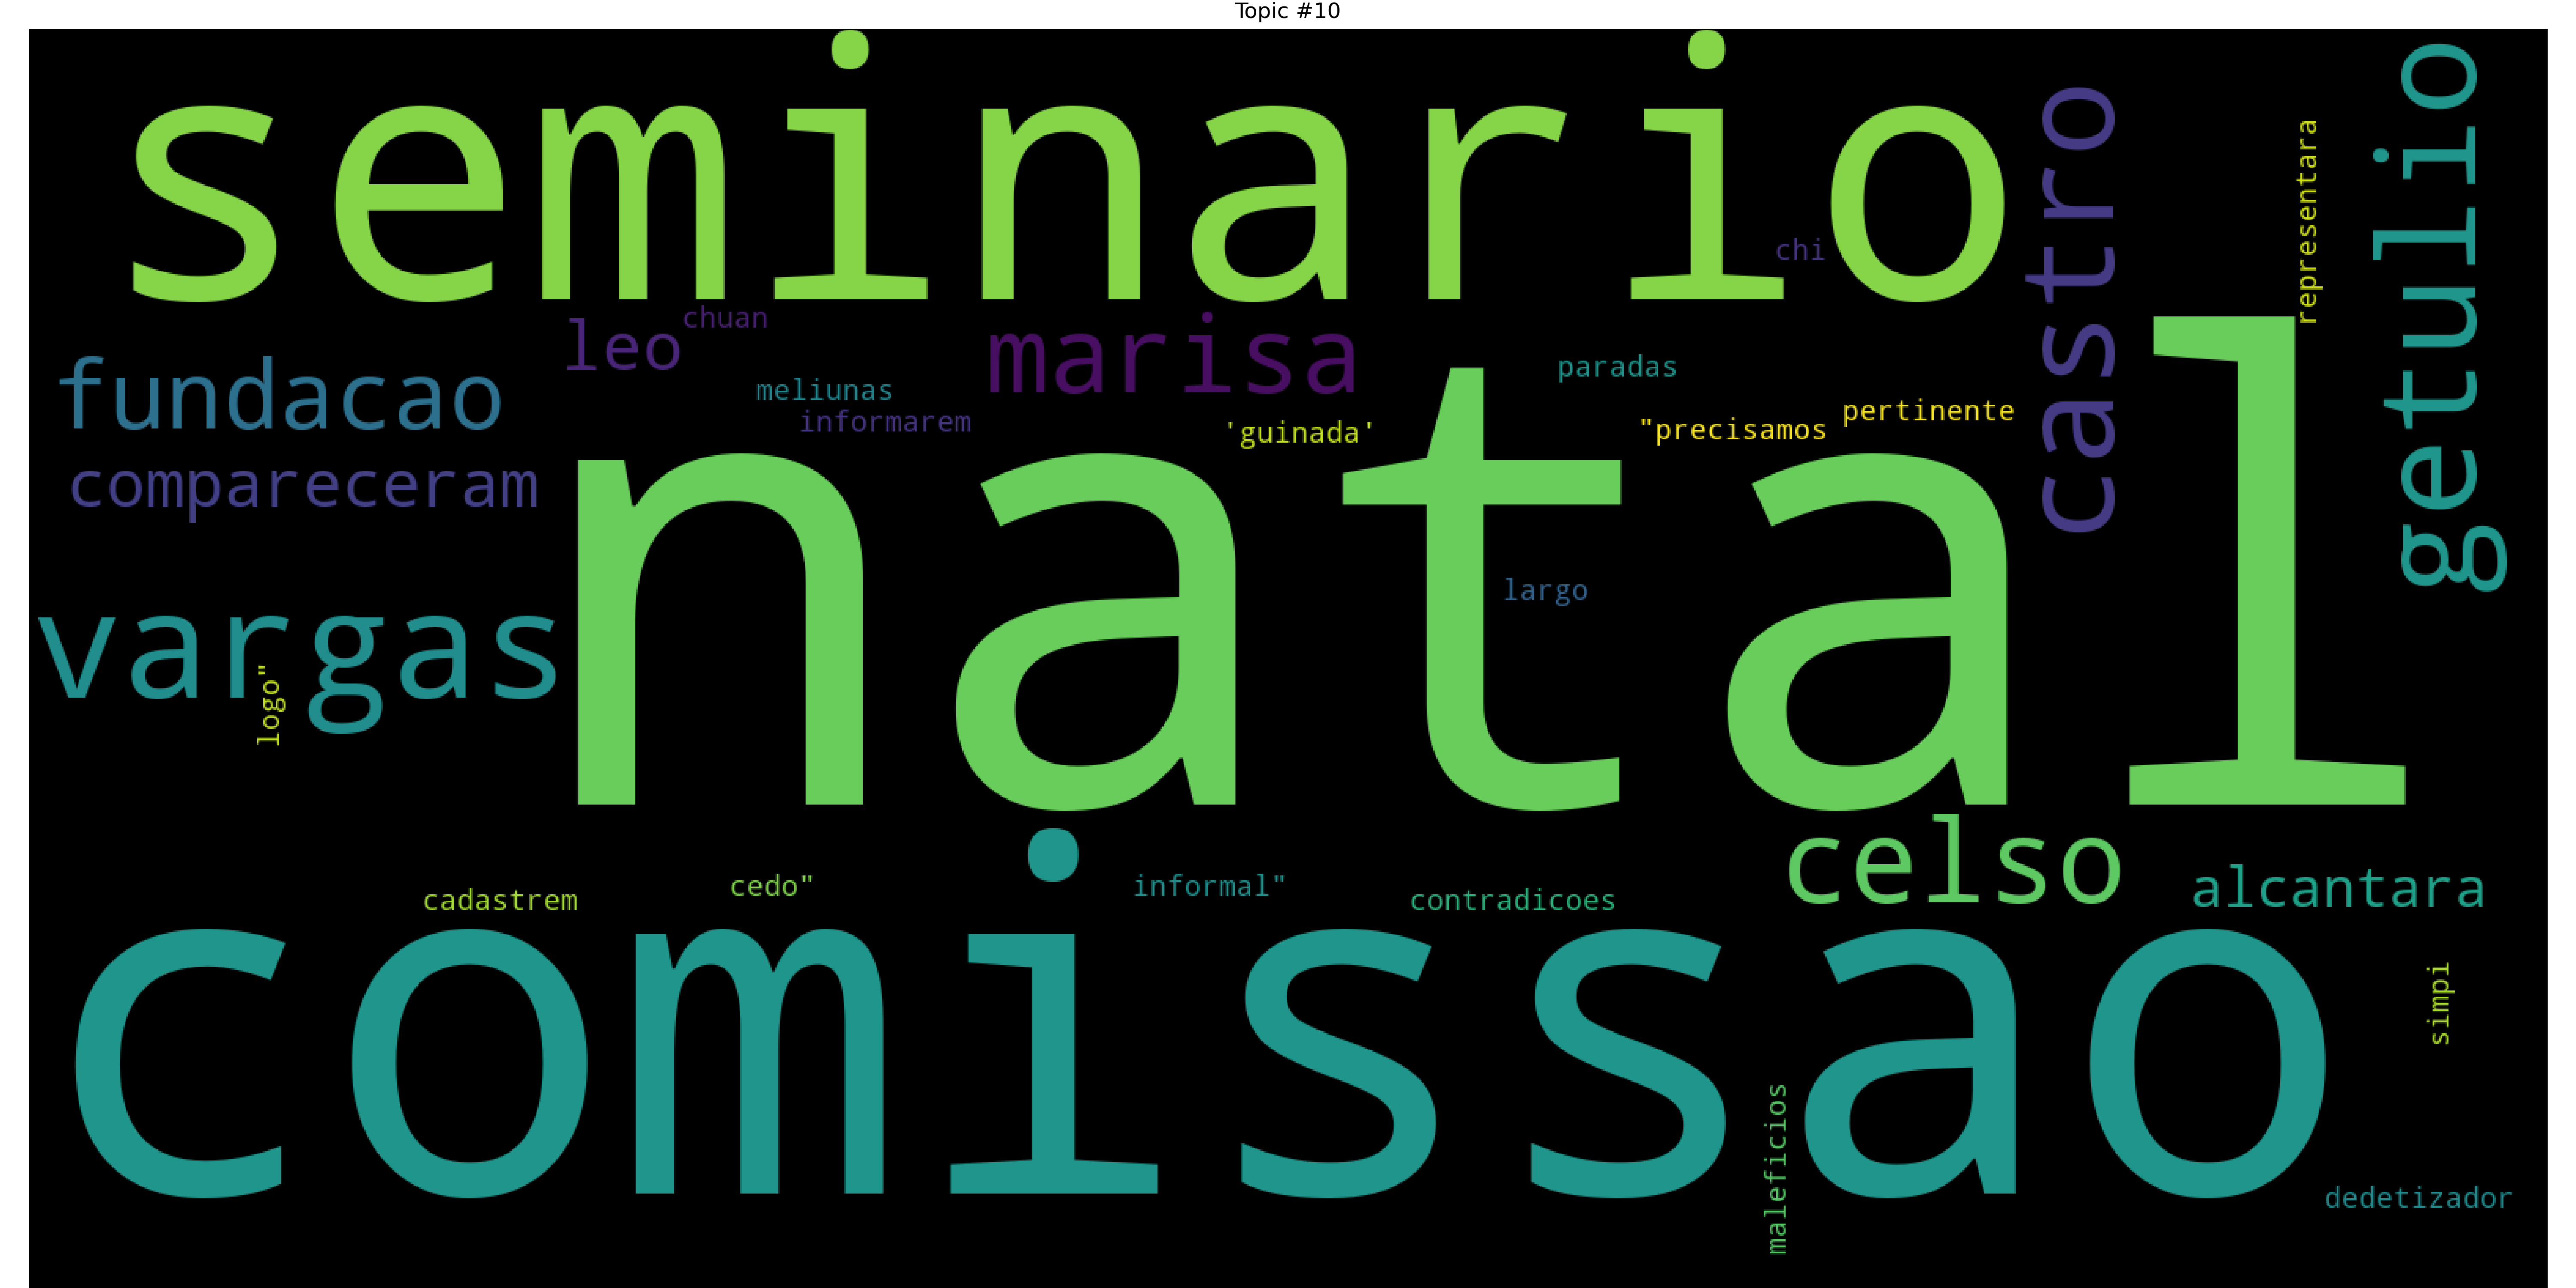 Topic #10
seminario
chi
castro
representara
getulio
leo
chuan
marisa
fundacao
meliunas
paradas
informarem
'guinada'
"precisamos
pertinente
compareceram
natal
largo
vargas
logo"
celso
alcantara
cadastrem
cedo"
informal"
contradicoes
comissao
simpi
maleficios
dedetizador